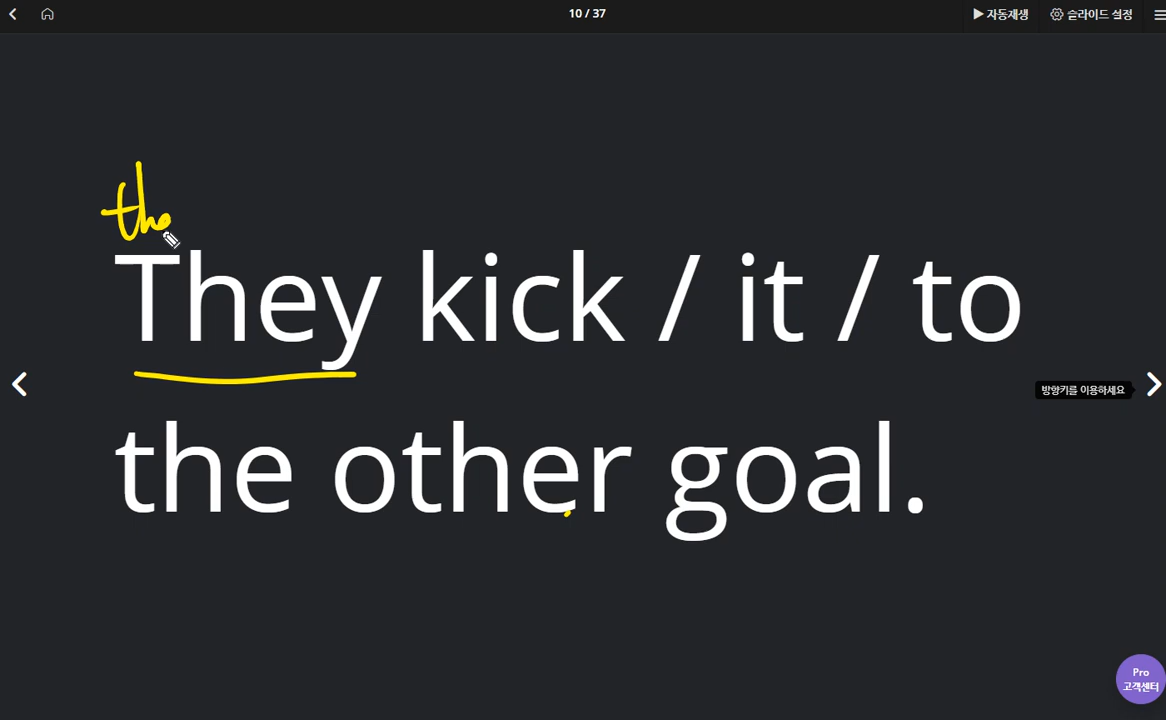 10 / 37
▶ 자동재생
슬라이드 설정
the
They kick / it / to
the other goal.
방향키를 이용하세요
Pro
고객센터